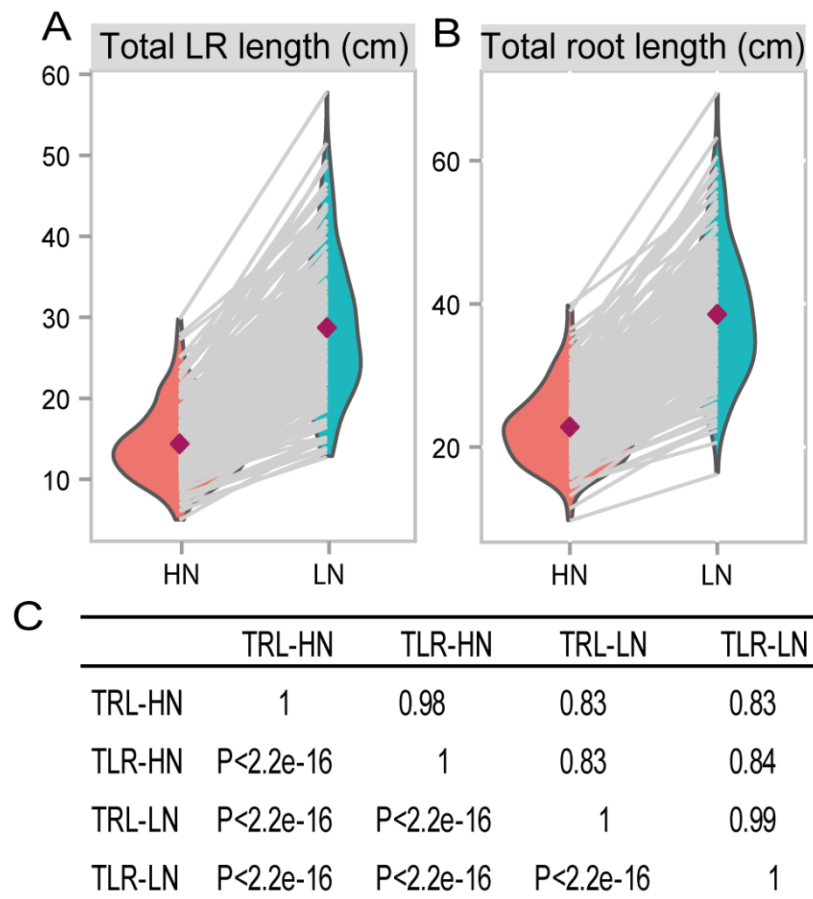 A
Total LR length (cm)
60
50
40
30
20
10
HN
LN
B
Total root length (cm)
60
40
20
HN
LN
C
TRL-HN TLR-HN TRL-LN TLR-LN
TRL-HN 1 0.98 0.83 0.83
TLR-HN P<2.2e-16 1 0.83 0.84
TRL-LN P<2.2e-16 P<2.2e-16 1 0.99
TLR-LN P<2.2e-16 P<2.2e-16 P<2.2e-16 1